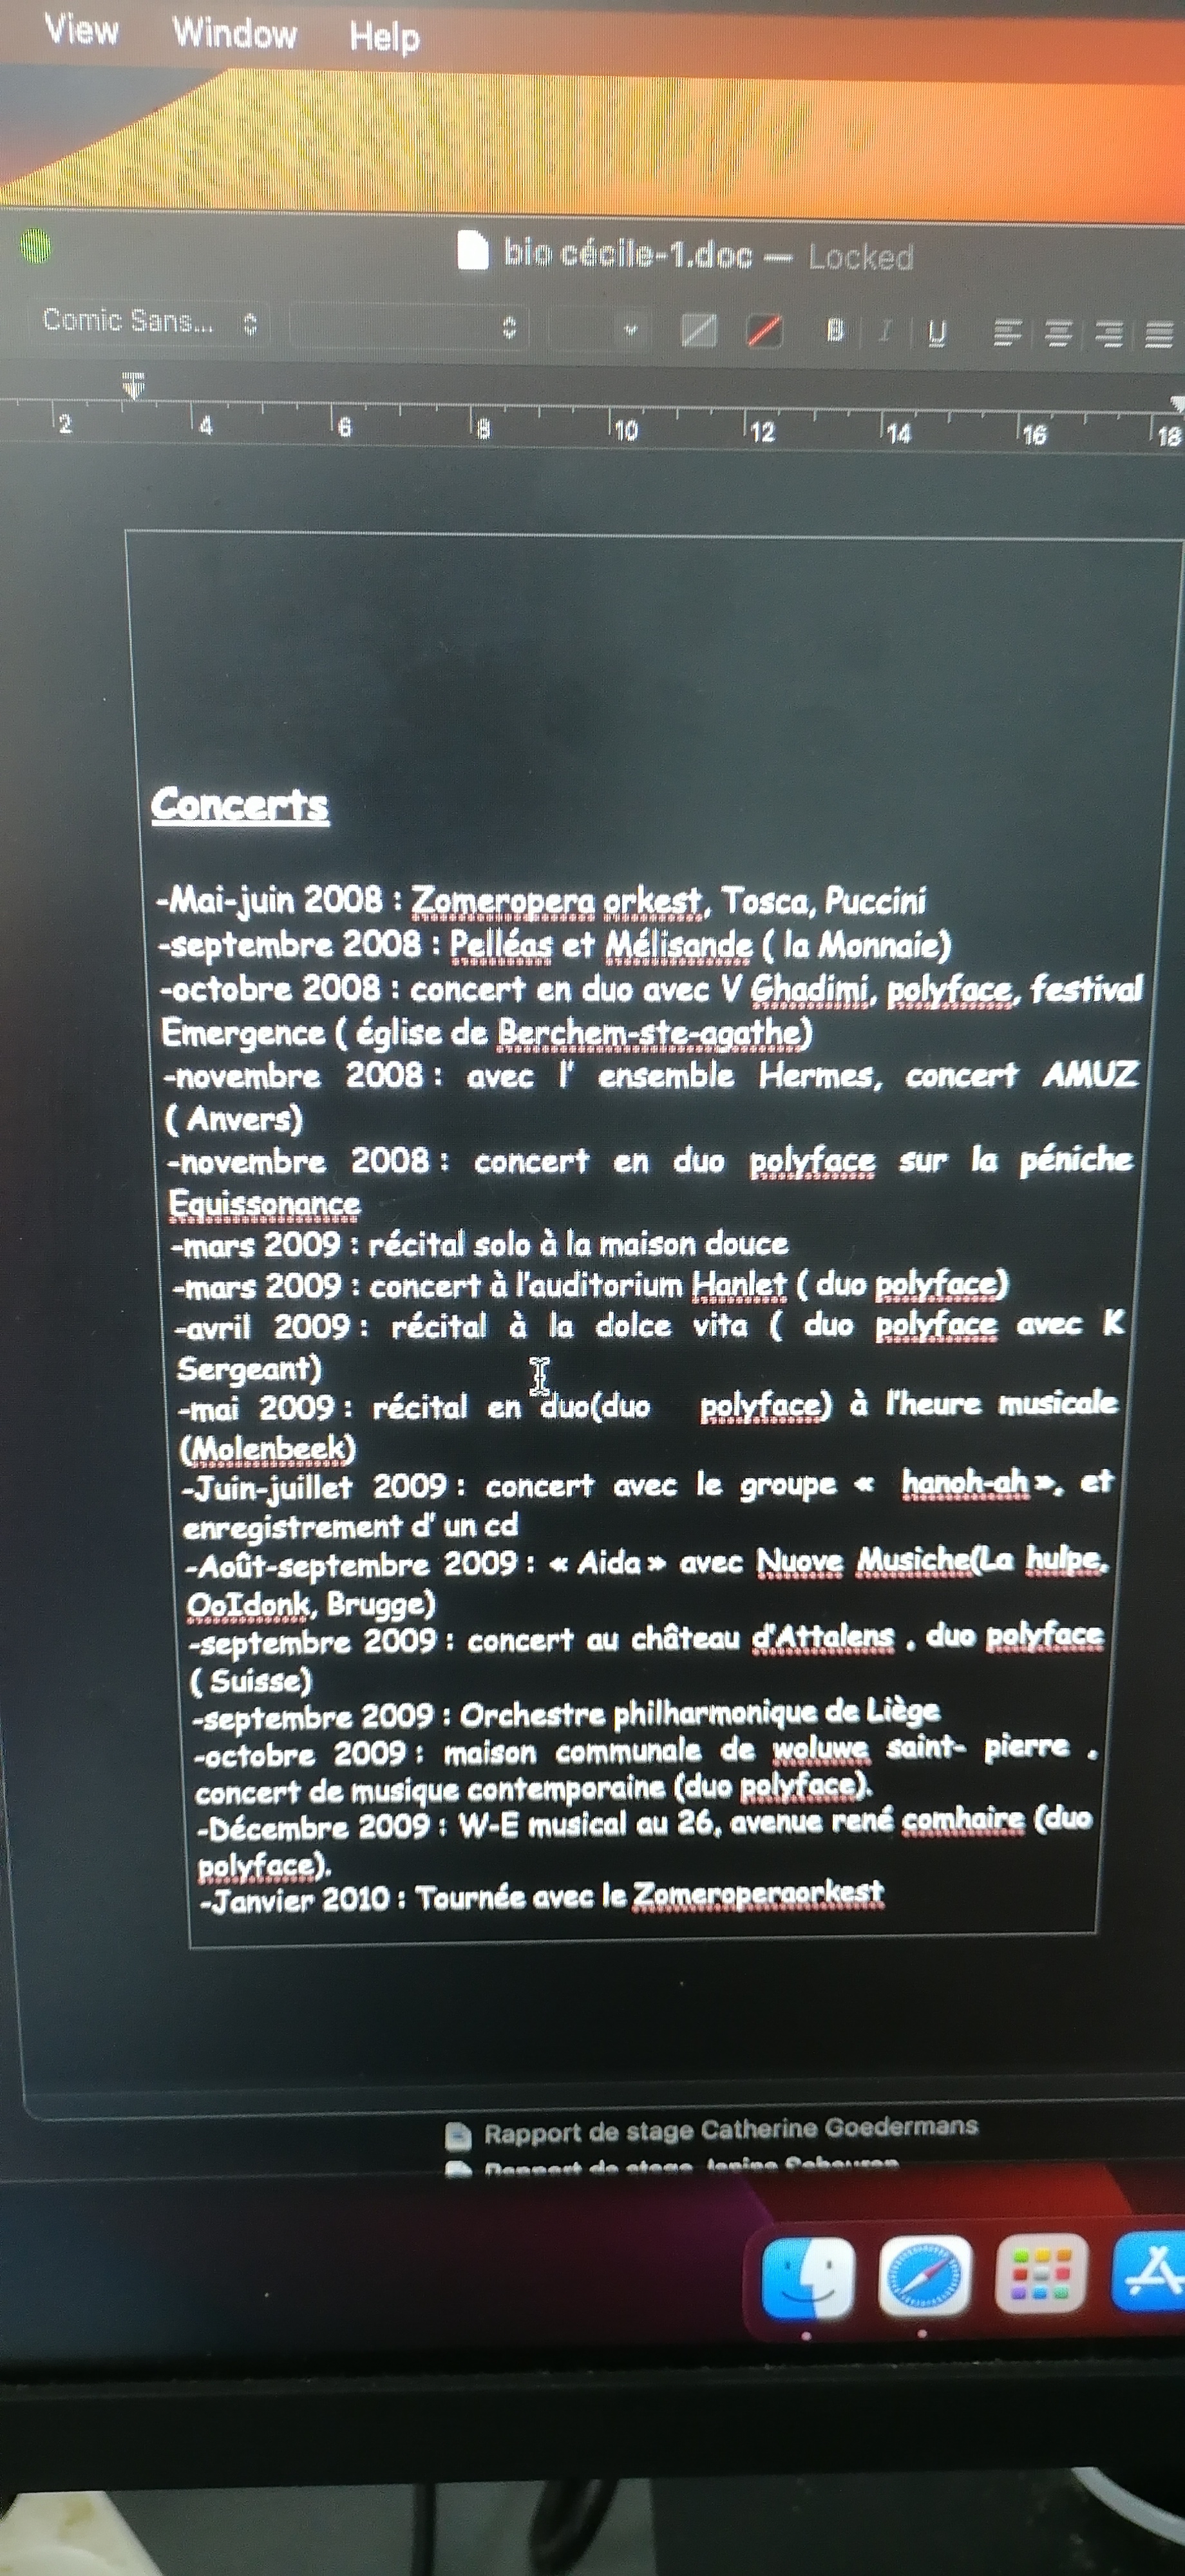 View Window Help
bio cécile-1.doc — Locked
Comic Sans...
B I U
2 4 6 8 10 12 14 16 18
Concerts
-Mai-juin 2008 : Zomeropera orkest, Tosca, Puccini
-septembre 2008 : Pelléas et Mélisande ( la Monnaie)
-octobre 2008 : concert en duo avec V Ghadimi, polyface, festival
Emergence ( église de Berchem-ste-agathe)
-novembre 2008 : avec l' ensemble Hermes, concert AMUZ
( Anvers)
-novembre 2008 : concert en duo polyface sur la péniche
Equissonance
-mars 2009 : récital solo à la maison douce
-mars 2009 : concert à l'auditorium Hanlet ( duo polyface)
-avril 2009 : récital à la dolce vita ( duo polyface avec K
Sergeant)
-mai 2009 : récital en duo(duo polyface) à l'heure musicale
(Molenbeek)
-Juin-juillet 2009 : concert avec le groupe « hanoh-ah », et
enregistrement d' un cd
-Août-septembre 2009 : « Aida » avec Nuove Musiche(La hulpe,
OoIdonk, Brugge)
-septembre 2009 : concert au château d'Attalens , duo polyface
( Suisse)
-septembre 2009 : Orchestre philharmonique de Liège
-octobre 2009 : maison communale de woluwe saint- pierre ,
concert de musique contemporaine (duo polyface).
-Décembre 2009 : W-E musical au 26, avenue rené comhaire (duo
polyface).
-Janvier 2010 : Tournée avec le Zomeroperaorkest
Rapport de stage Catherine Goedermans
Rapport de stage